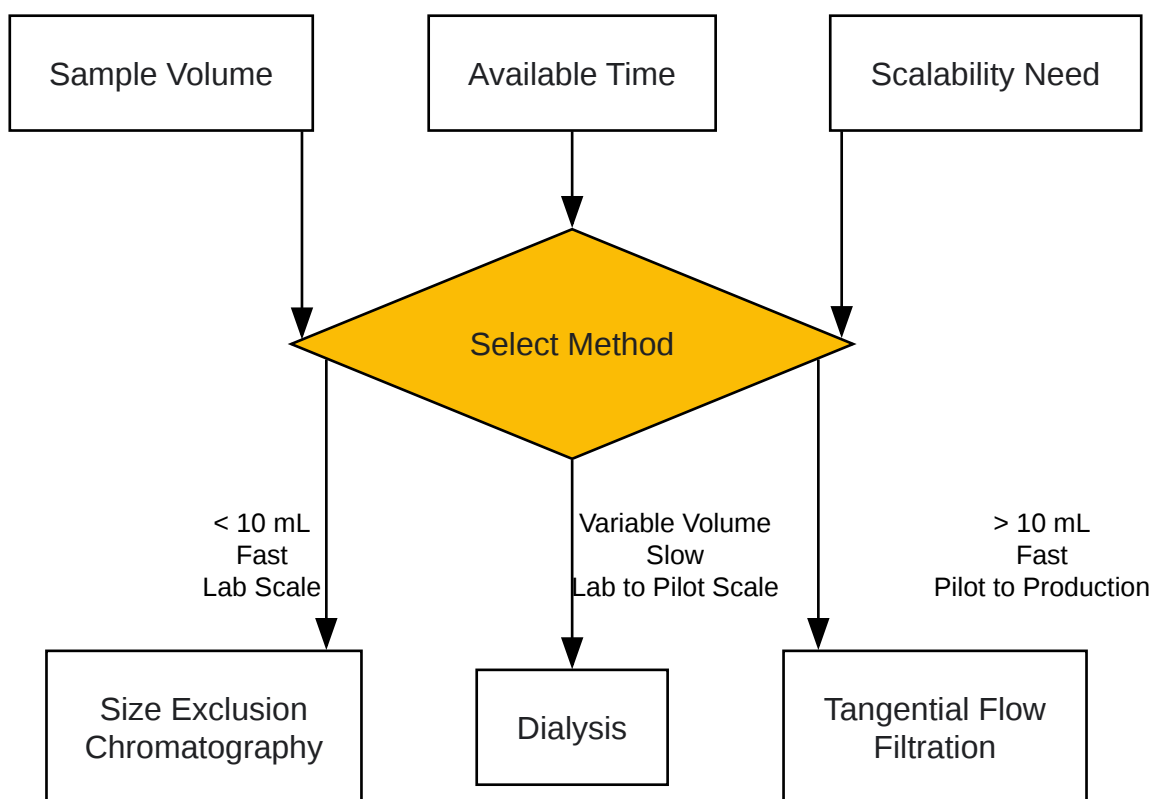 Sample Volume
Available Time
Scalability Need
Select Method
< 10 mL
Fast
Lab Scale
Variable Volume
Slow
Lab to Pilot Scale
> 10 mL
Fast
Pilot to Production
Size Exclusion
Chromatography
Dialysis
Tangential Flow
Filtration